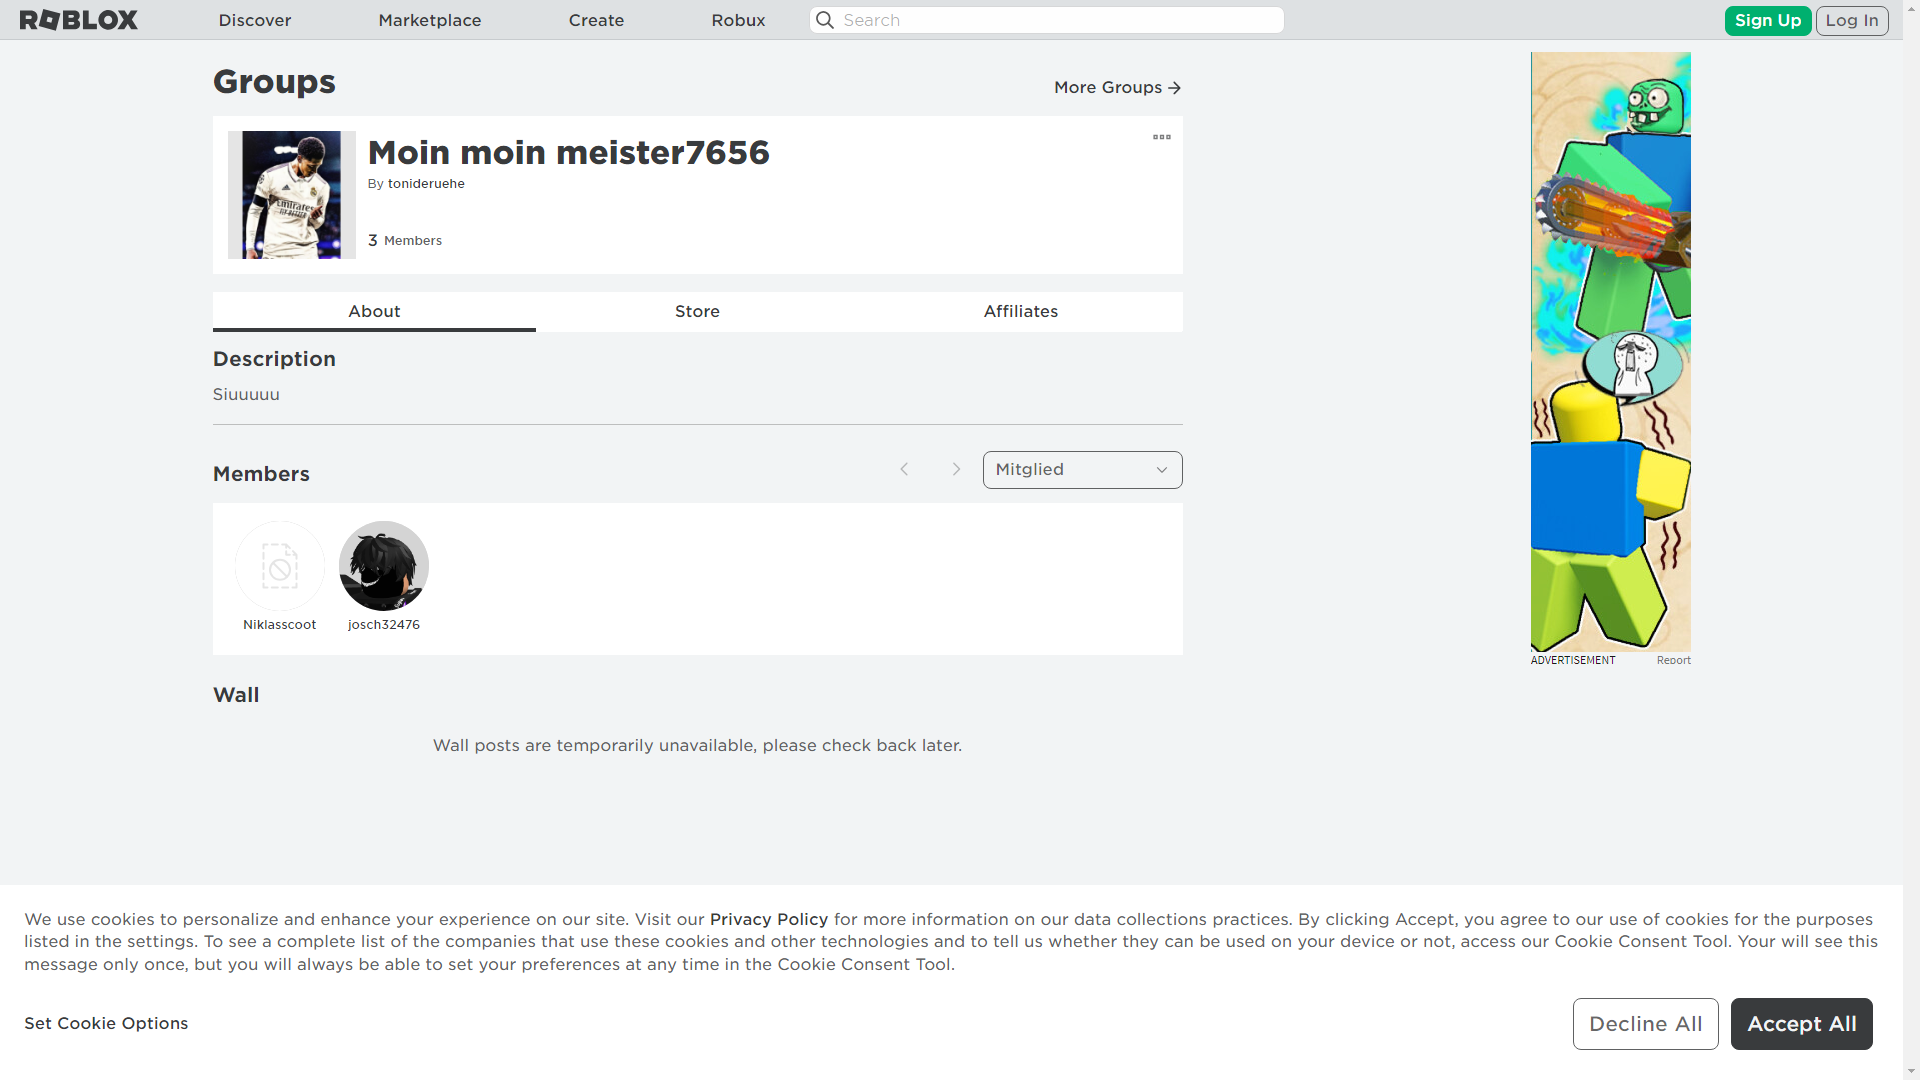 ROBLOX
Discover
Marketplace
Create
Robux
Search
Sign Up
Log In
Groups
More Groups
Moin moin meister7656
By tonideruehe
3 Members
Emirates
FLY BETTER
About
Store
Affiliates
Description
Siuuuuu
Members
Mitglied
Niklasscoot
josch32476
ADVERTISEMENT
Report
Wall
Wall posts are temporarily unavailable, please check back later.
We use cookies to personalize and enhance your experience on our site. Visit our Privacy Policy for more information on our data collections practices. By clicking Accept, you agree to our use of cookies for the purposes
listed in the settings. To see a complete list of the companies that use these cookies and other technologies and to tell us whether they can be used on your device or not, access our Cookie Consent Tool. Your will see this
message only once, but you will always be able to set your preferences at any time in the Cookie Consent Tool.
Set Cookie Options
Decline All
Accept All